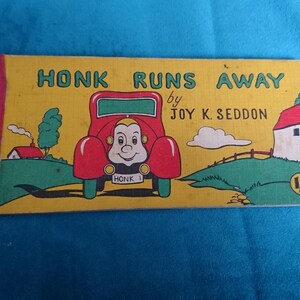 HONK RUNS AWAY
by
JOY K. SEDDON
HONK 1